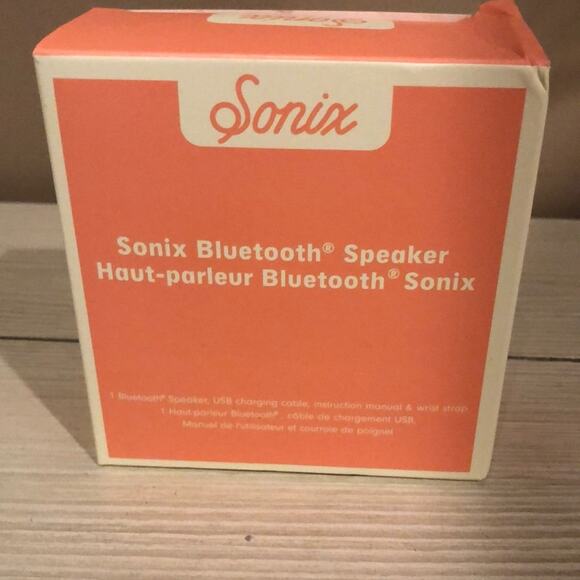 Sonix
Sonix
Sonix Bluetooth® Speaker
Haut-parleur Bluetooth® Sonix
1 Bluetooth® Speaker, USB charging cable, instruction manual & wrist strap
1 Haut-parleur Bluetooth®, câble de chargement USB,
Manuel de l'utilisateur et courroie de poignet